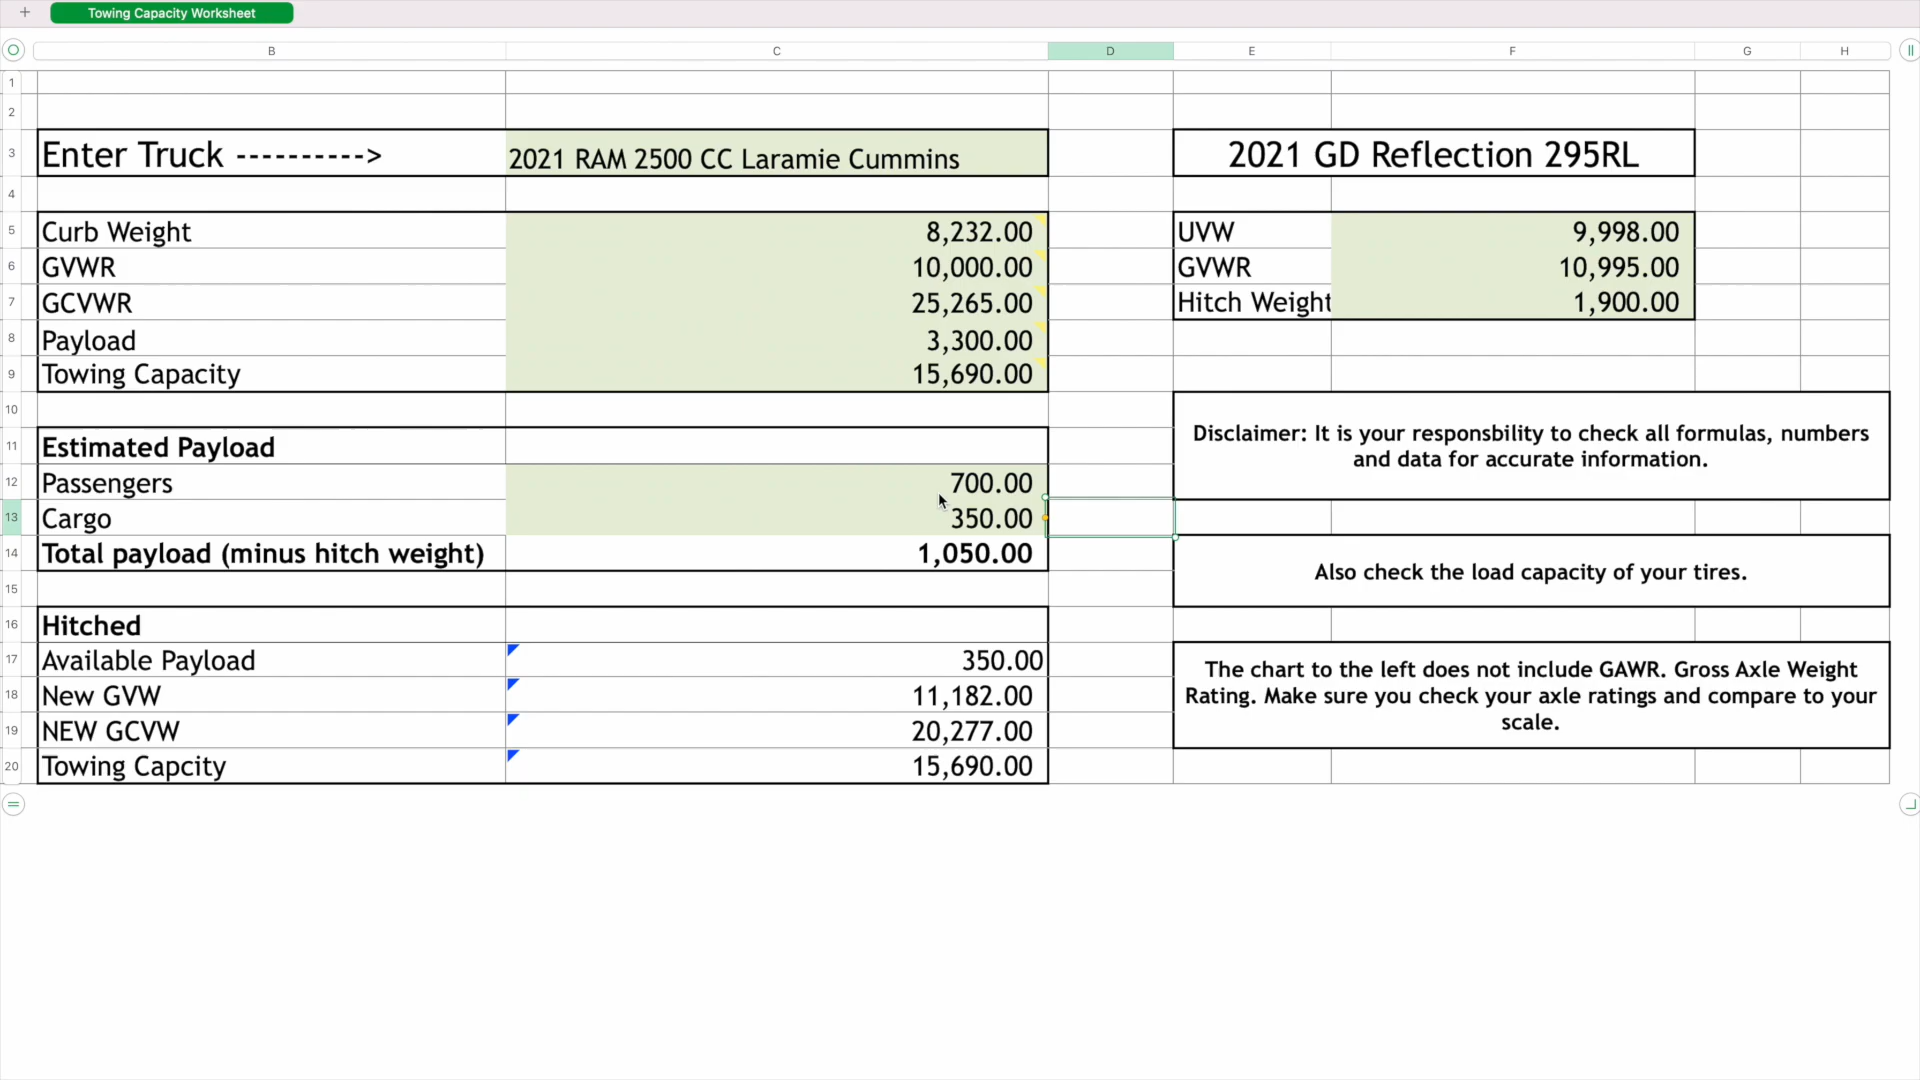 Towing Capacity Worksheet
B C D E F G H
1
2
3 Enter Truck ----------> 2021 RAM 2500 CC Laramie Cummins 2021 GD Reflection 295RL
4
5 Curb Weight 8,232.00 UVW 9,998.00
6 GVWR 10,000.00 GVWR 10,995.00
7 GCVWR 25,265.00 Hitch Weight 1,900.00
8 Payload 3,300.00
9 Towing Capacity 15,690.00
10
11 Estimated Payload
Disclaimer: It is your responsbility to check all formulas, numbers
and data for accurate information.
12 Passengers 700.00
13 Cargo 350.00
14 Total payload (minus hitch weight) 1,050.00
Also check the load capacity of your tires.
15
16 Hitched
17 Available Payload 350.00
18 New GVW 11,182.00
19 NEW GCVW 20,277.00
20 Towing Capcity 15,690.00
The chart to the left does not include GAWR. Gross Axle Weight
Rating. Make sure you check your axle ratings and compare to your
scale.